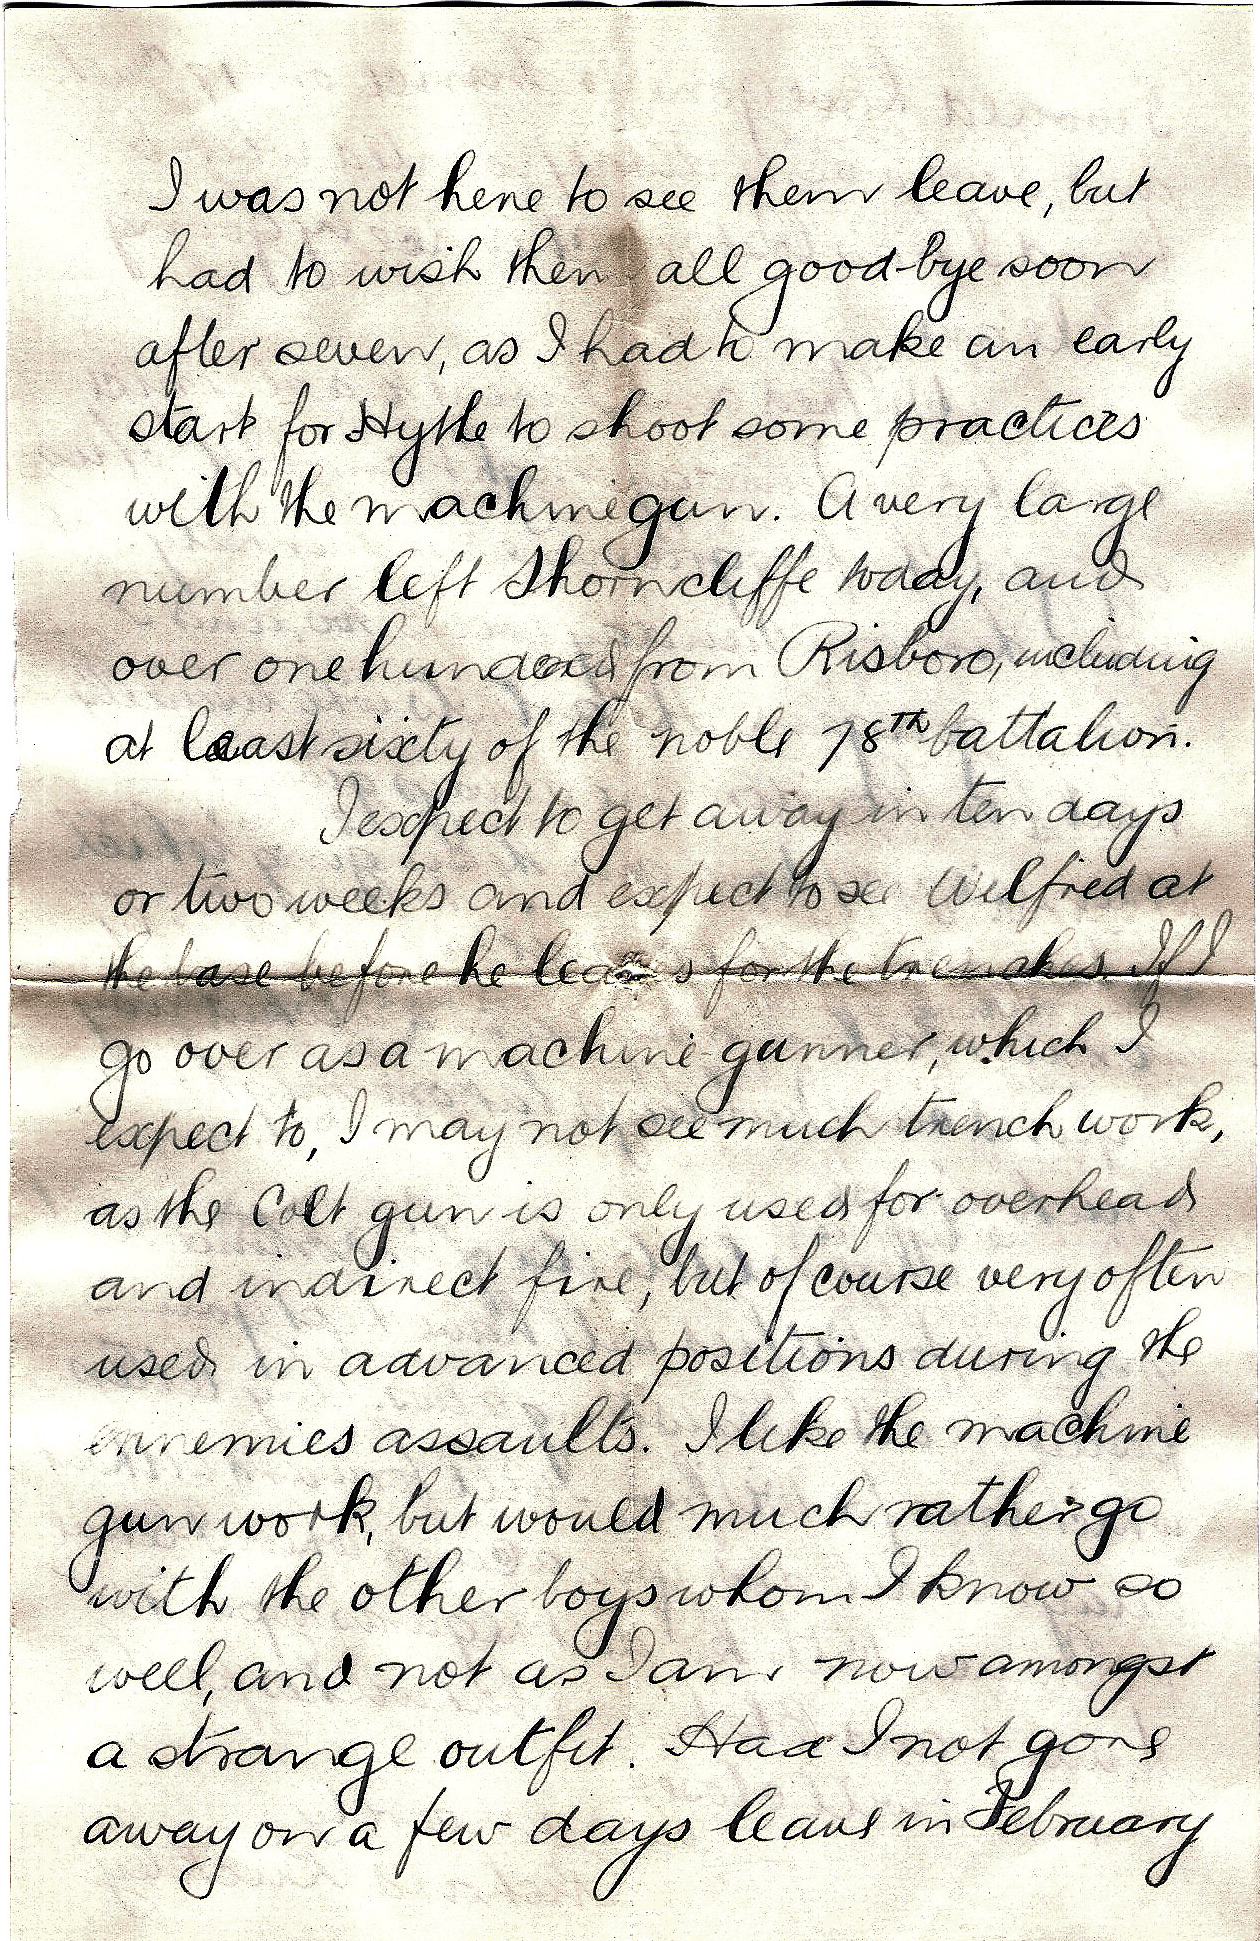 I was not here to see them leave, but
had to wish them all good-bye soon
after seven, as I had to make an early
start for Hythe to shoot some practices
with the machine gun. A very large
number left Shorncliffe today, and
over one hundred from Risboro, including
at least sixty of the noble 78th battalion.
I expect to get away in ten days
or two weeks and expect to see Wilfred at
the base before he leaves for the trenches. If I
go over as a machine gunner, which I
expect to, I may not see much trench work,
as the Colt gun is only used for overhead
and indirect fire, but of course very often
used in advanced positions during the
ennemies assaults. I like the machine
gun work, but would much rather go
with the other boys whom I know so
well, and not as I am now amongst
a strange outfit. Had I not gone
away on a few days leave in February